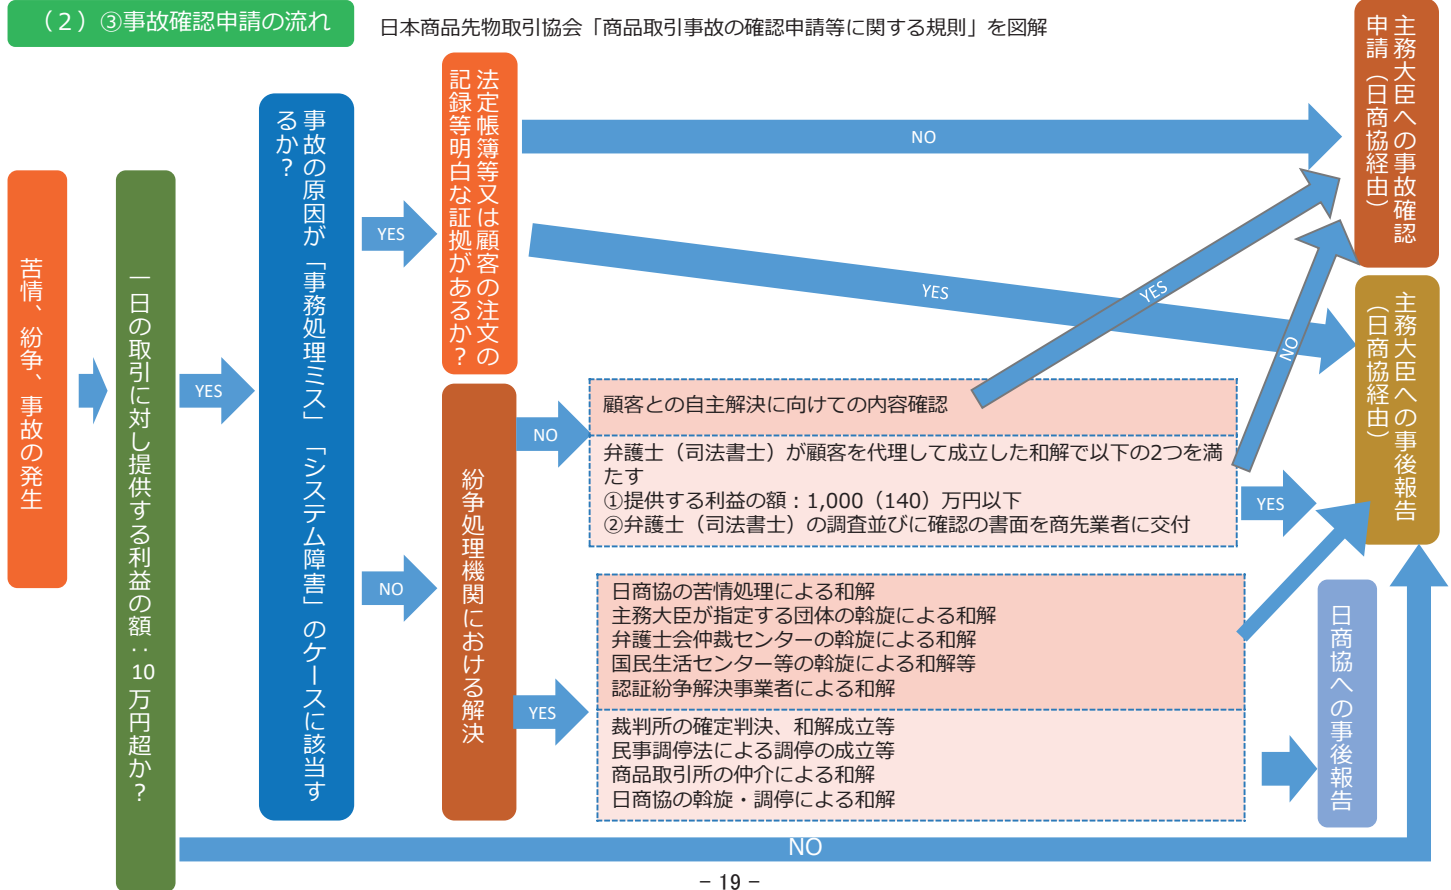 （２）③事故確認申請の流れ
日本商品先物取引協会「商品取引事故の確認申請等に関する規則」を図解
苦情、紛争、事故の発生
一日の取引に対し提供する利益の額：10万円超か？
YES
事故の原因が「事務処理ミス」「システム障害」のケースに該当す
るか？
YES
NO
法定帳簿等又は顧客の注文の
記録等明白な証拠があるか？
NO
YES
紛争処理機関における解決
NO
YES
顧客との自主解決に向けての内容確認
YES
弁護士（司法書士）が顧客を代理して成立した和解で以下の2つを満
たす
①提供する利益の額：1,000（140）万円以下
②弁護士（司法書士）の調査並びに確認の書面を商先業者に交付
NO
YES
日商協の苦情処理による和解
主務大臣が指定する団体の斡旋による和解
弁護士会仲裁センターの斡旋による和解
国民生活センター等の斡旋による和解等
認証紛争解決事業者による和解
裁判所の確定判決、和解成立等
民事調停法による調停の成立等
商品取引所の仲介による和解
日商協の斡旋・調停による和解
主務大臣への事故確認
申請（日商協経由）
主務大臣への事後報告
（日商協経由）
日商協への事後報告
NO
－ 19 －